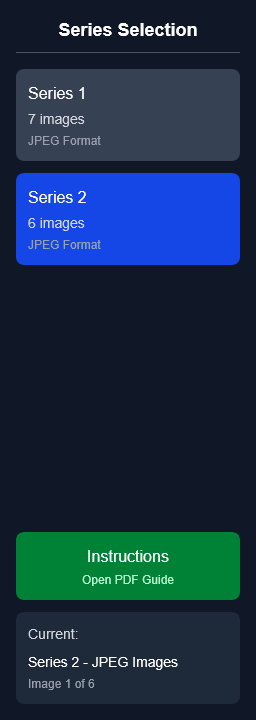 Series Selection
Series 1
7 images
JPEG Format
Series 2
6 images
JPEG Format
Instructions
Open PDF Guide
Current:
Series 2 - JPEG Images
Image 1 of 6